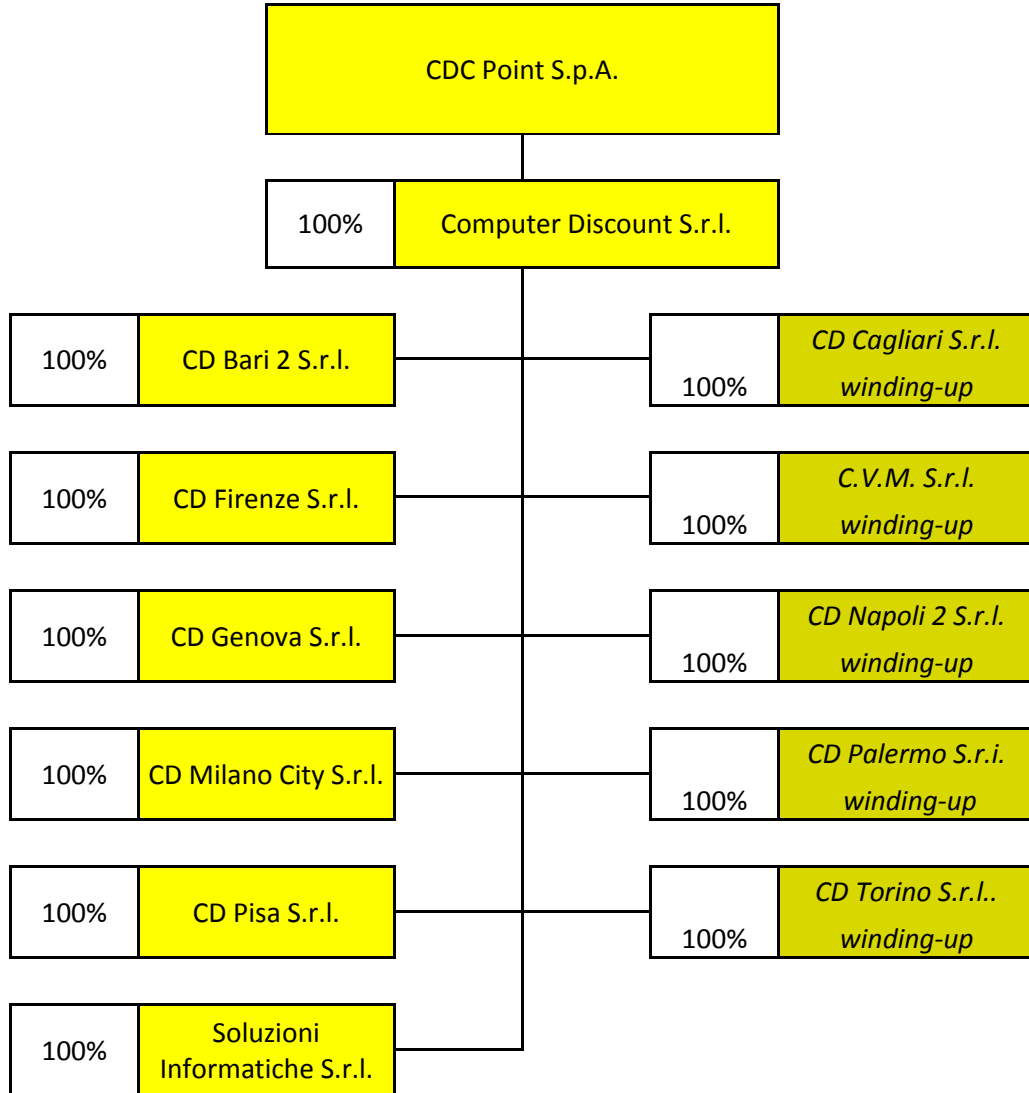 CDC Point S.p.A.
100%
Computer Discount S.r.l.
100%
CD Bari 2 S.r.l.
100%
CD Cagliari S.r.l.
winding-up
100%
CD Firenze S.r.l.
100%
C.V.M. S.r.l.
winding-up
100%
CD Genova S.r.l.
100%
CD Napoli 2 S.r.l.
winding-up
100%
CD Milano City S.r.l.
100%
CD Palermo S.r.i.
winding-up
100%
CD Pisa S.r.l.
100%
CD Torino S.r.l..
winding-up
100%
Soluzioni
Informatiche S.r.l.